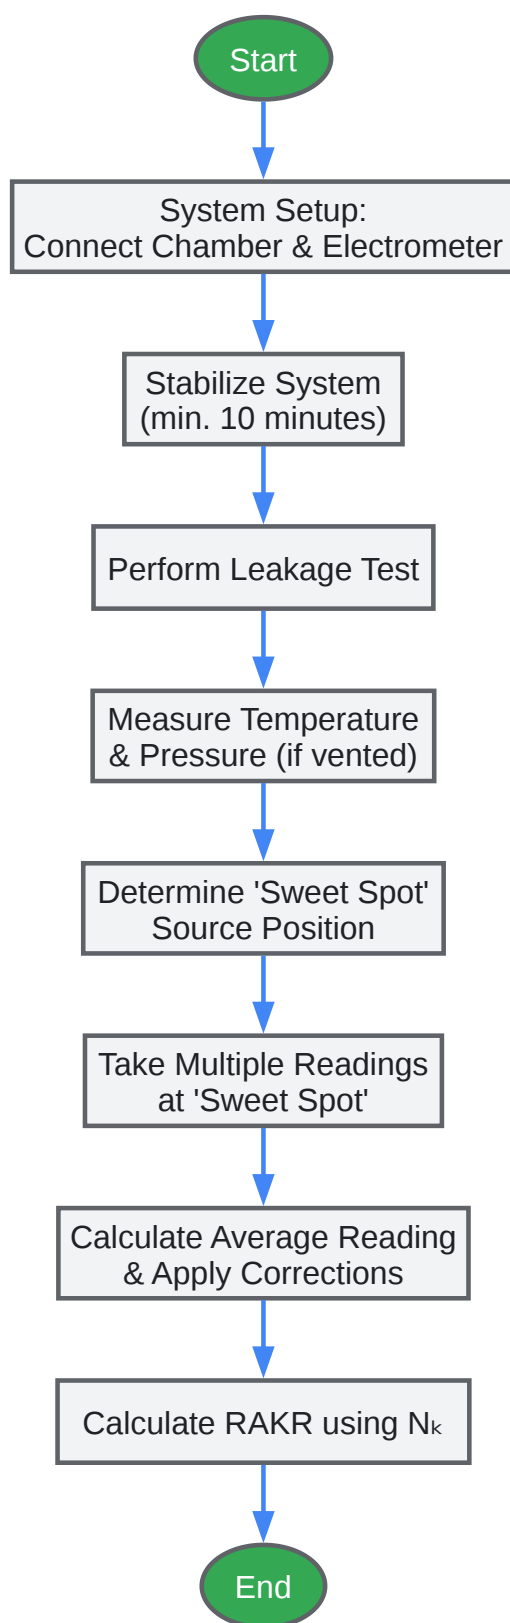 Start
System Setup:
Connect Chamber & Electrometer
Stabilize System
(min. 10 minutes)
Perform Leakage Test
Measure Temperature
& Pressure (if vented)
Determine 'Sweet Spot'
Source Position
Take Multiple Readings
at 'Sweet Spot'
Calculate Average Reading
& Apply Corrections
Calculate RAKR using Nₖ
End